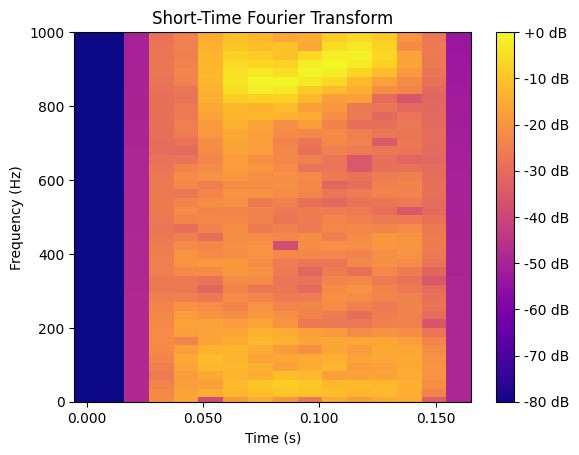 Short-Time Fourier Transform
Frequency (Hz)
1000
800
600
400
200
0
0.000
0.050
0.100
0.150
Time (s)
+0 dB
-10 dB
-20 dB
-30 dB
-40 dB
-50 dB
-60 dB
-70 dB
-80 dB